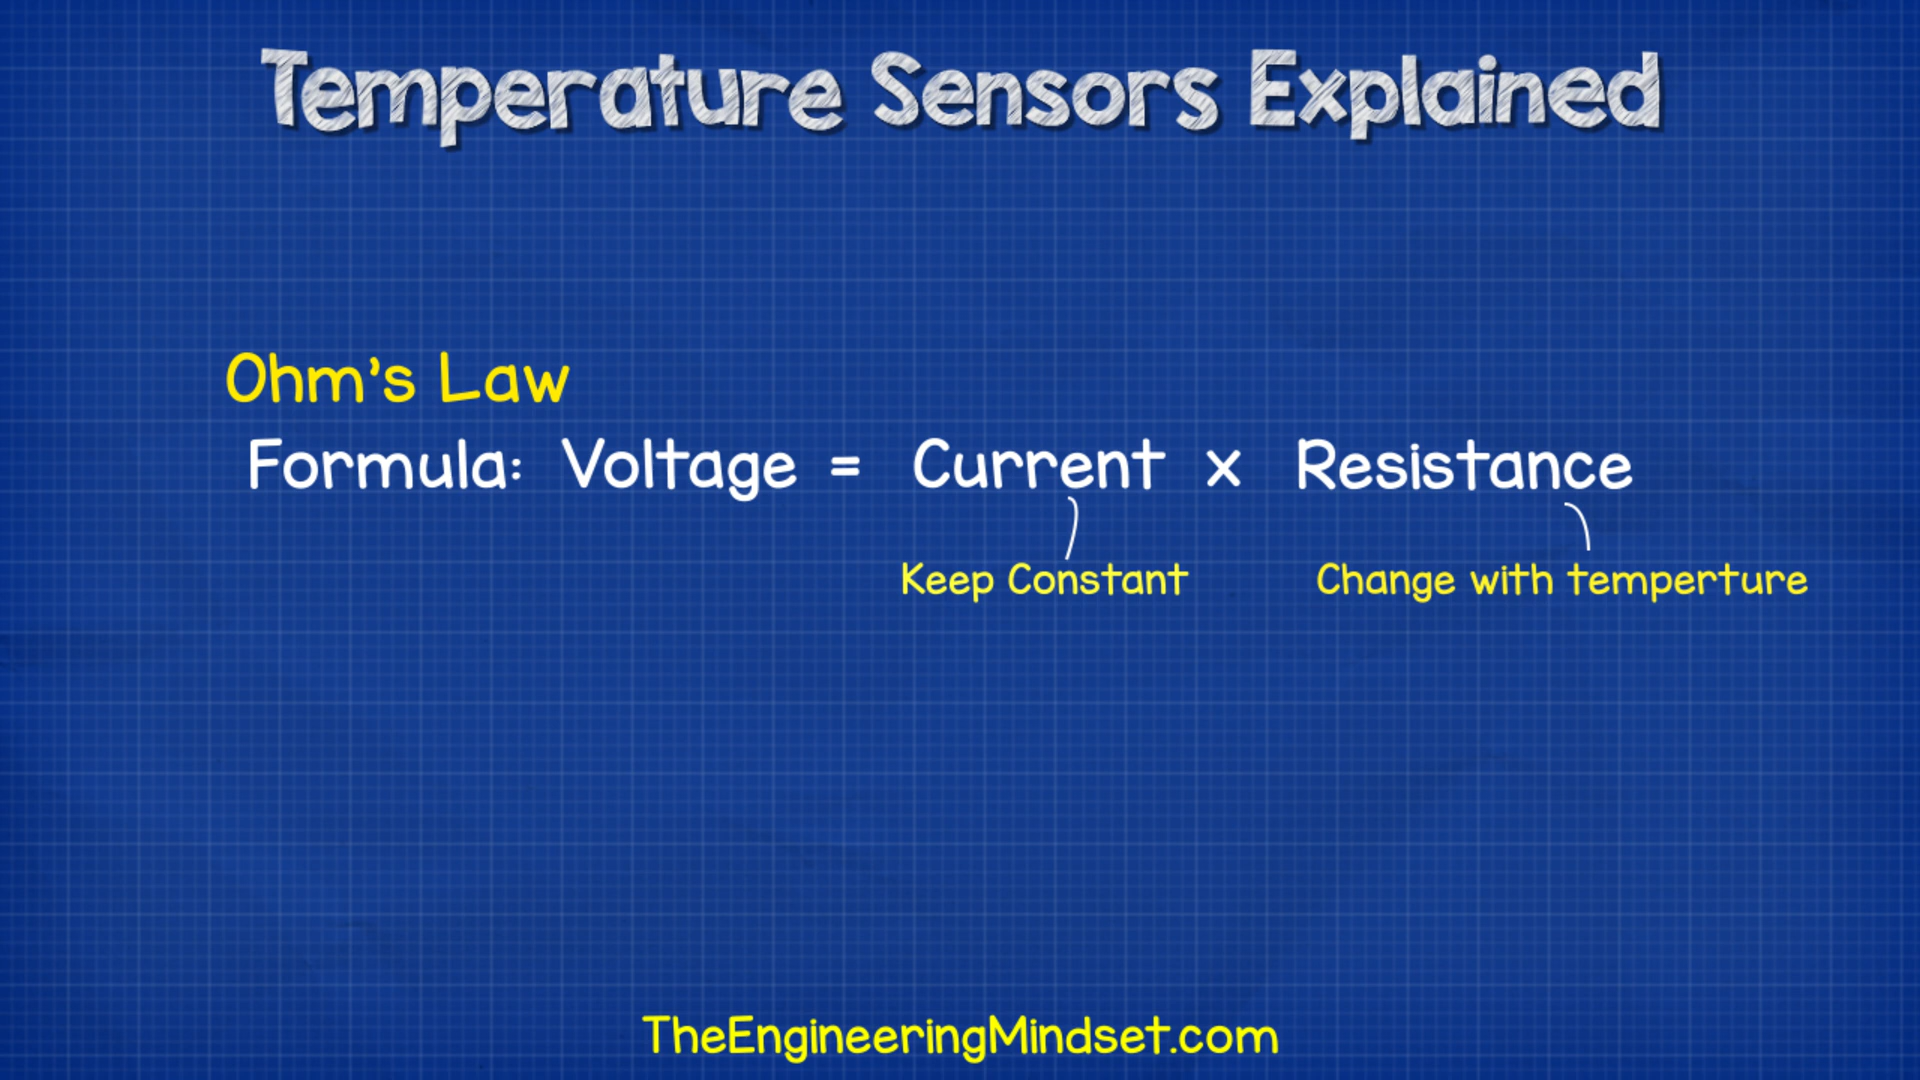 Temperature Sensors Explained
Ohm's Law
Formula: Voltage = Current x Resistance
Keep Constant Change with temperture
TheEngineeringMindset.com